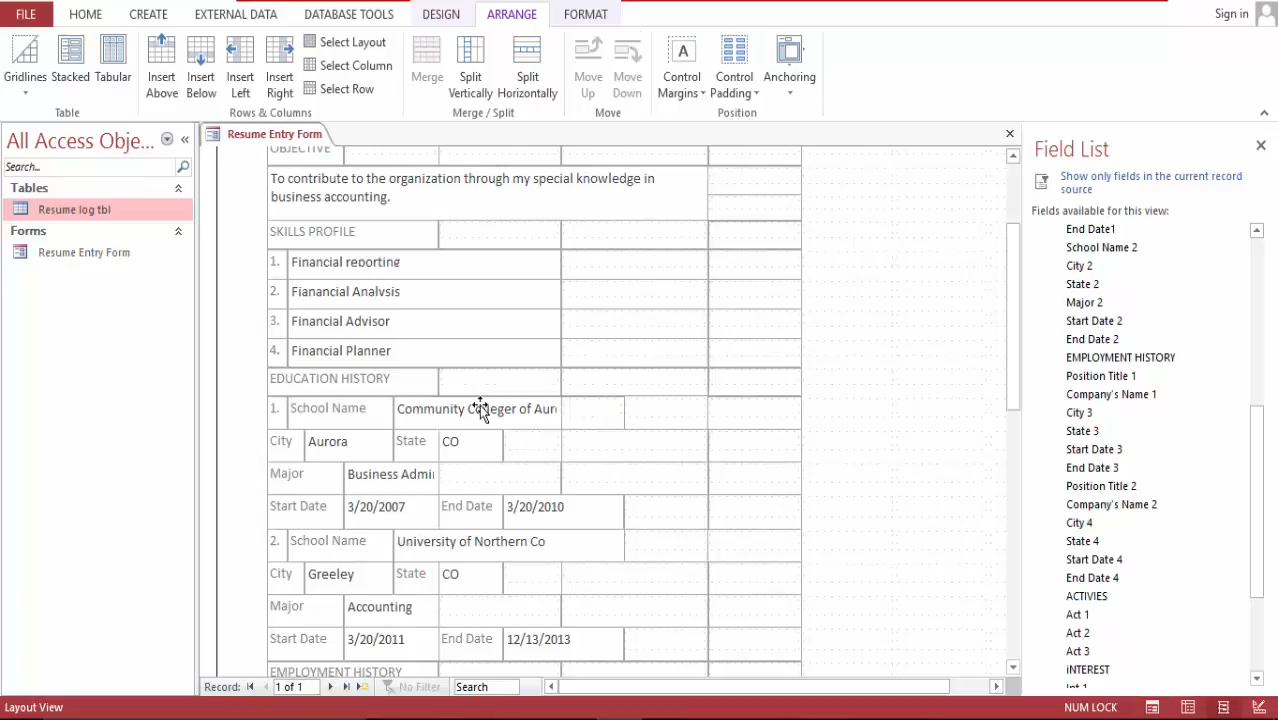 FILE HOME CREATE EXTERNAL DATA DATABASE TOOLS DESIGN ARRANGE FORMAT Sign in
Gridlines Stacked Tabular
Table
Insert Above Insert Below Insert Left Insert Right
Select Layout
Select Column
Select Row
Rows & Columns
Merge Split Vertically Split Horizontally
Merge / Split
Move Up Move Down
Move
Control Margins Control Padding Anchoring
Position
All Access Obje...
Search...
Tables
Resume log tbl
Forms
Resume Entry Form
Resume Entry Form
OBJECTIVE
To contribute to the organization through my special knowledge in
business accounting.
SKILLS PROFILE
1. Financial reporting
2. Fianancial Analysis
3. Financial Advisor
4. Financial Planner
EDUCATION HISTORY
1. School Name Community Colleger of Aur
City Aurora State CO
Major Business Admi
Start Date 3/20/2007 End Date 3/20/2010
2. School Name University of Northern Co
City Greeley State CO
Major Accounting
Start Date 3/20/2011 End Date 12/13/2013
EMPLOYMENT HISTORY
Record: 1 of 1 No Filter Search
Field List
Show only fields in the current record
source
Fields available for this view:
End Date1
School Name 2
City 2
State 2
Major 2
Start Date 2
End Date 2
EMPLOYMENT HISTORY
Position Title 1
Company's Name 1
City 3
State 3
Start Date 3
End Date 3
Position Title 2
Company's Name 2
City 4
State 4
Start Date 4
End Date 4
ACTIVIES
Act 1
Act 2
Act 3
iNTEREST
Int 1
Layout View NUM LOCK